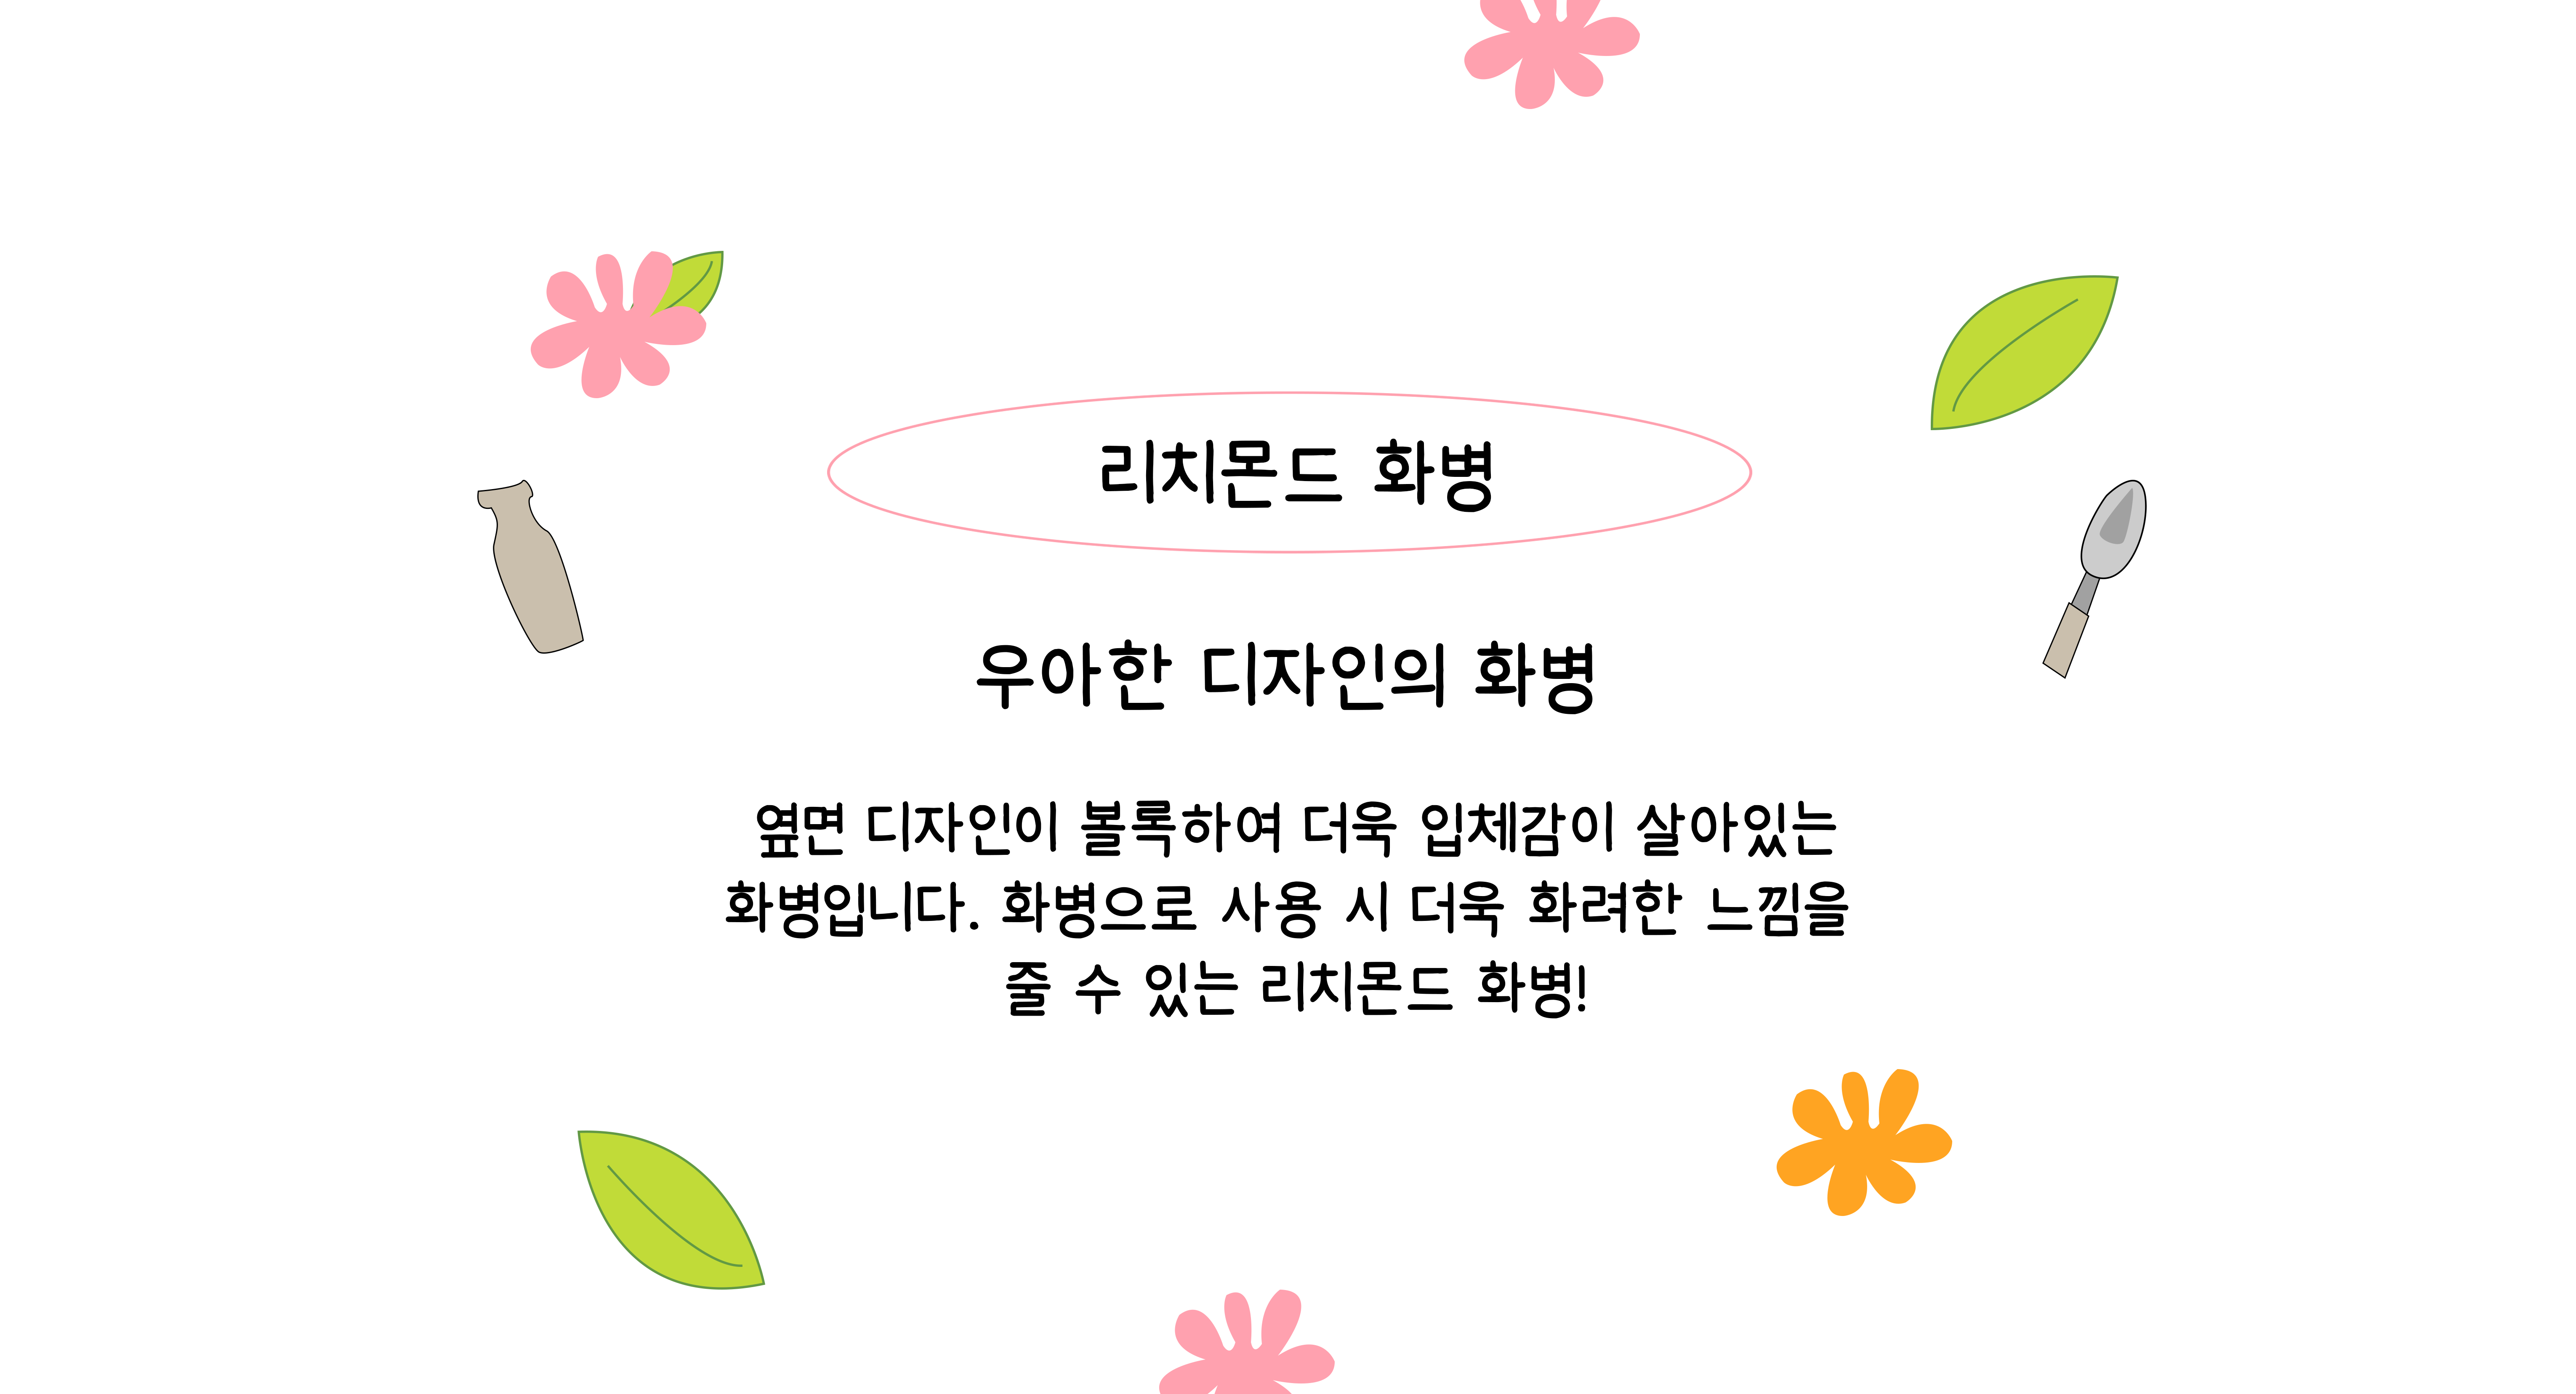 리치몬드 화병
우아한 디자인의 화병
옆면 디자인이 볼록하여 더욱 입체감이 살아있는
화병입니다. 화병으로 사용 시 더욱 화려한 느낌을
줄 수 있는 리치몬드 화병!